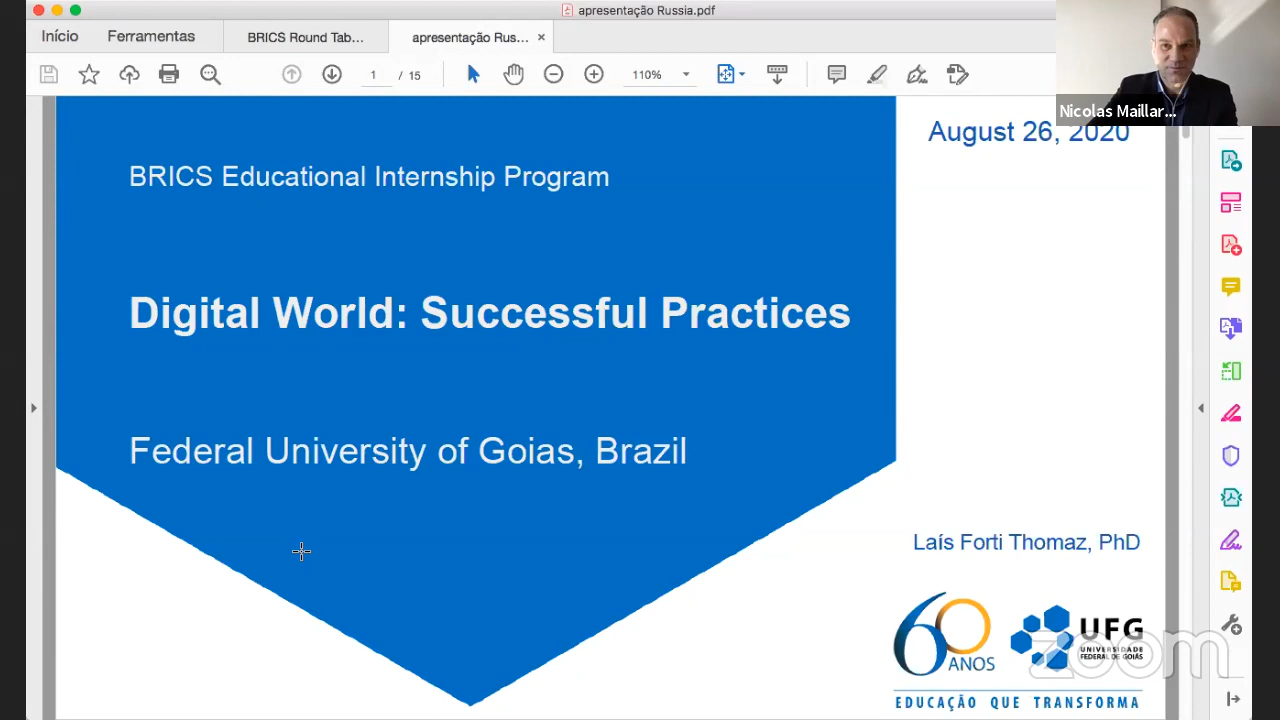 apresentação Russia.pdf
Início
Ferramentas
BRICS Round Tab...
apresentação Rus...
×
1 / 15
110%
Nicolas Maillar...
August 26, 2020
BRICS Educational Internship Program
Digital World: Successful Practices
Federal University of Goias, Brazil
Laís Forti Thomaz, PhD
60 ANOS
UFG
UNIVERSIDADE
FEDERAL DE GOIÁS
EDUCAÇÃO QUE TRANSFORMA
zoom